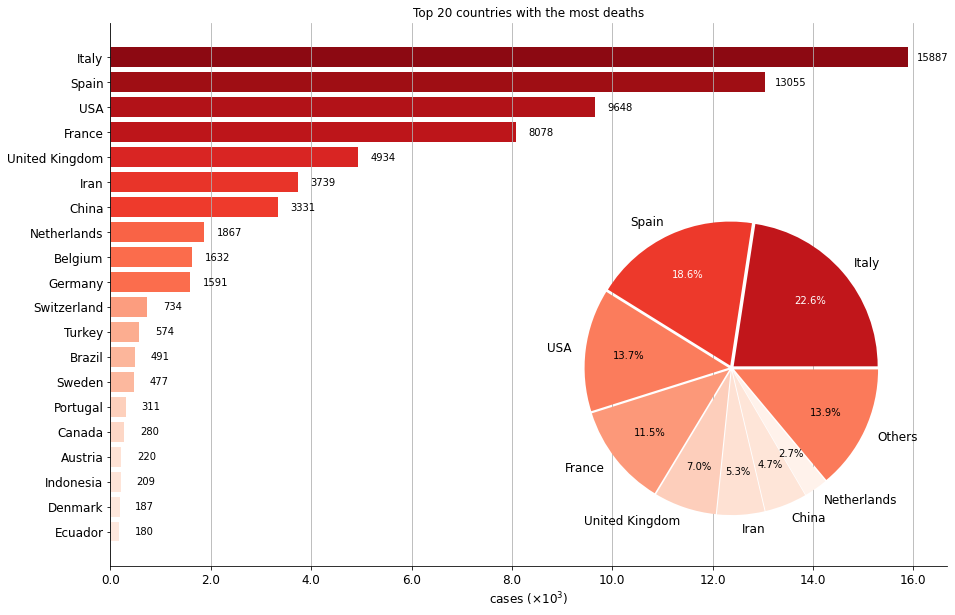 Top 20 countries with the most deaths
Italy 15887
Spain 13055
USA 9648
France 8078
United Kingdom 4934
Iran 3739
China 3331
Netherlands 1867
Belgium 1632
Germany 1591
Switzerland 734
Turkey 574
Brazil 491
Sweden 477
Portugal 311
Canada 280
Austria 220
Indonesia 209
Denmark 187
Ecuador 180
0.0 2.0 4.0 6.0 8.0 10.0 12.0 14.0 16.0
cases (×10³)
Italy
22.6%
Spain
18.6%
USA
13.7%
France
11.5%
United Kingdom
7.0%
Iran
5.3%
China
4.7%
Netherlands
2.7%
Others
13.9%